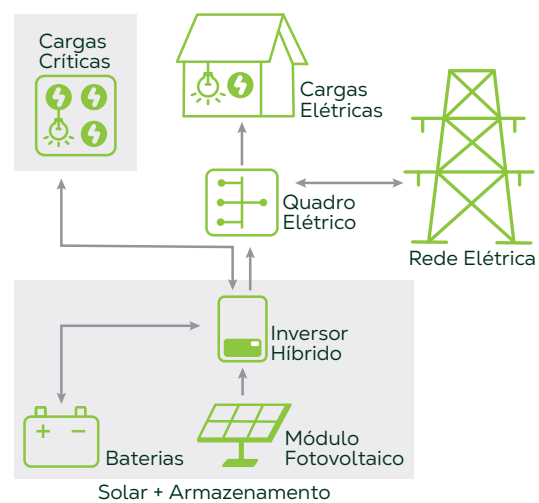 Cargas
Críticas
Cargas
Elétricas
Quadro
Elétrico
Rede Elétrica
Inversor
Híbrido
Baterias
Módulo
Fotovoltaico
Solar + Armazenamento